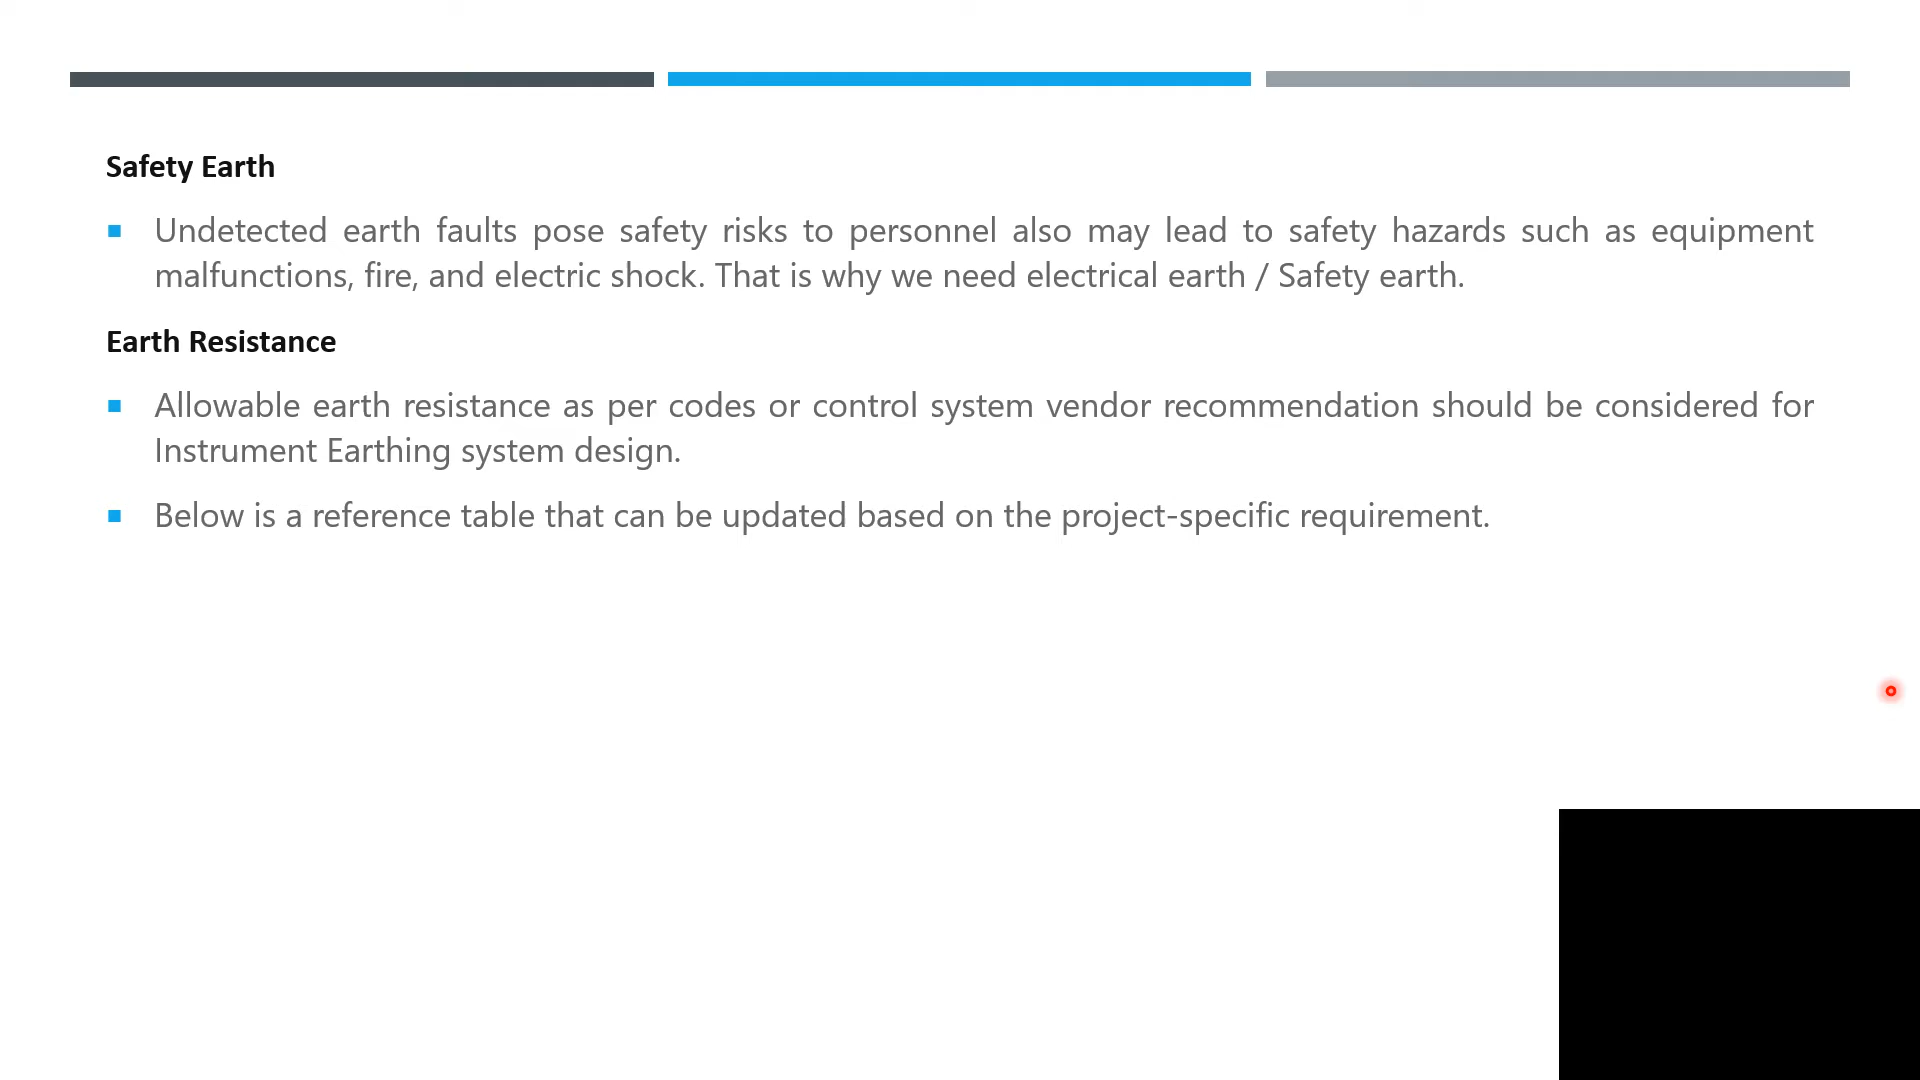 Safety Earth
Undetected earth faults pose safety risks to personnel also may lead to safety hazards such as equipment
malfunctions, fire, and electric shock. That is why we need electrical earth / Safety earth.
Earth Resistance
Allowable earth resistance as per codes or control system vendor recommendation should be considered for
Instrument Earthing system design.
Below is a reference table that can be updated based on the project-specific requirement.